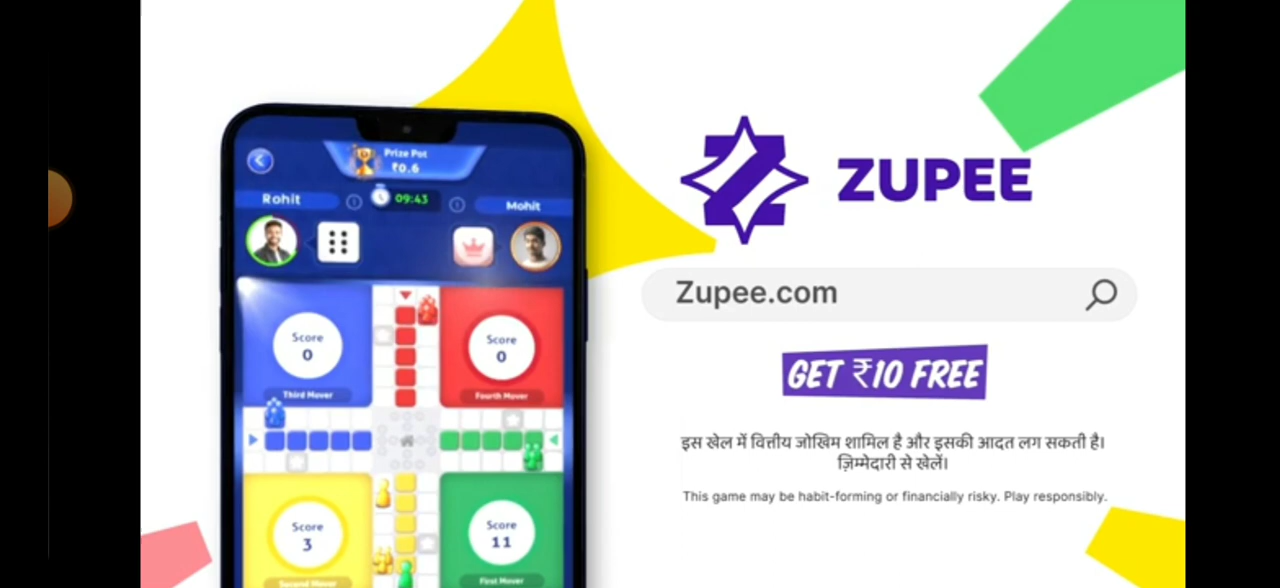 Prize Pot
₹0.6
Rohit
09:43
Mohit
Score
0
Third Mover
Score
0
Fourth Mover
Score
3
Second Mover
Score
11
First Mover
ZUPEE
Zupee.com
GET ₹10 FREE
इस खेल में वित्तीय जोखिम शामिल है और इसकी आदत लग सकती है।
ज़िम्मेदारी से खेलें।
This game may be habit-forming or financially risky. Play responsibly.